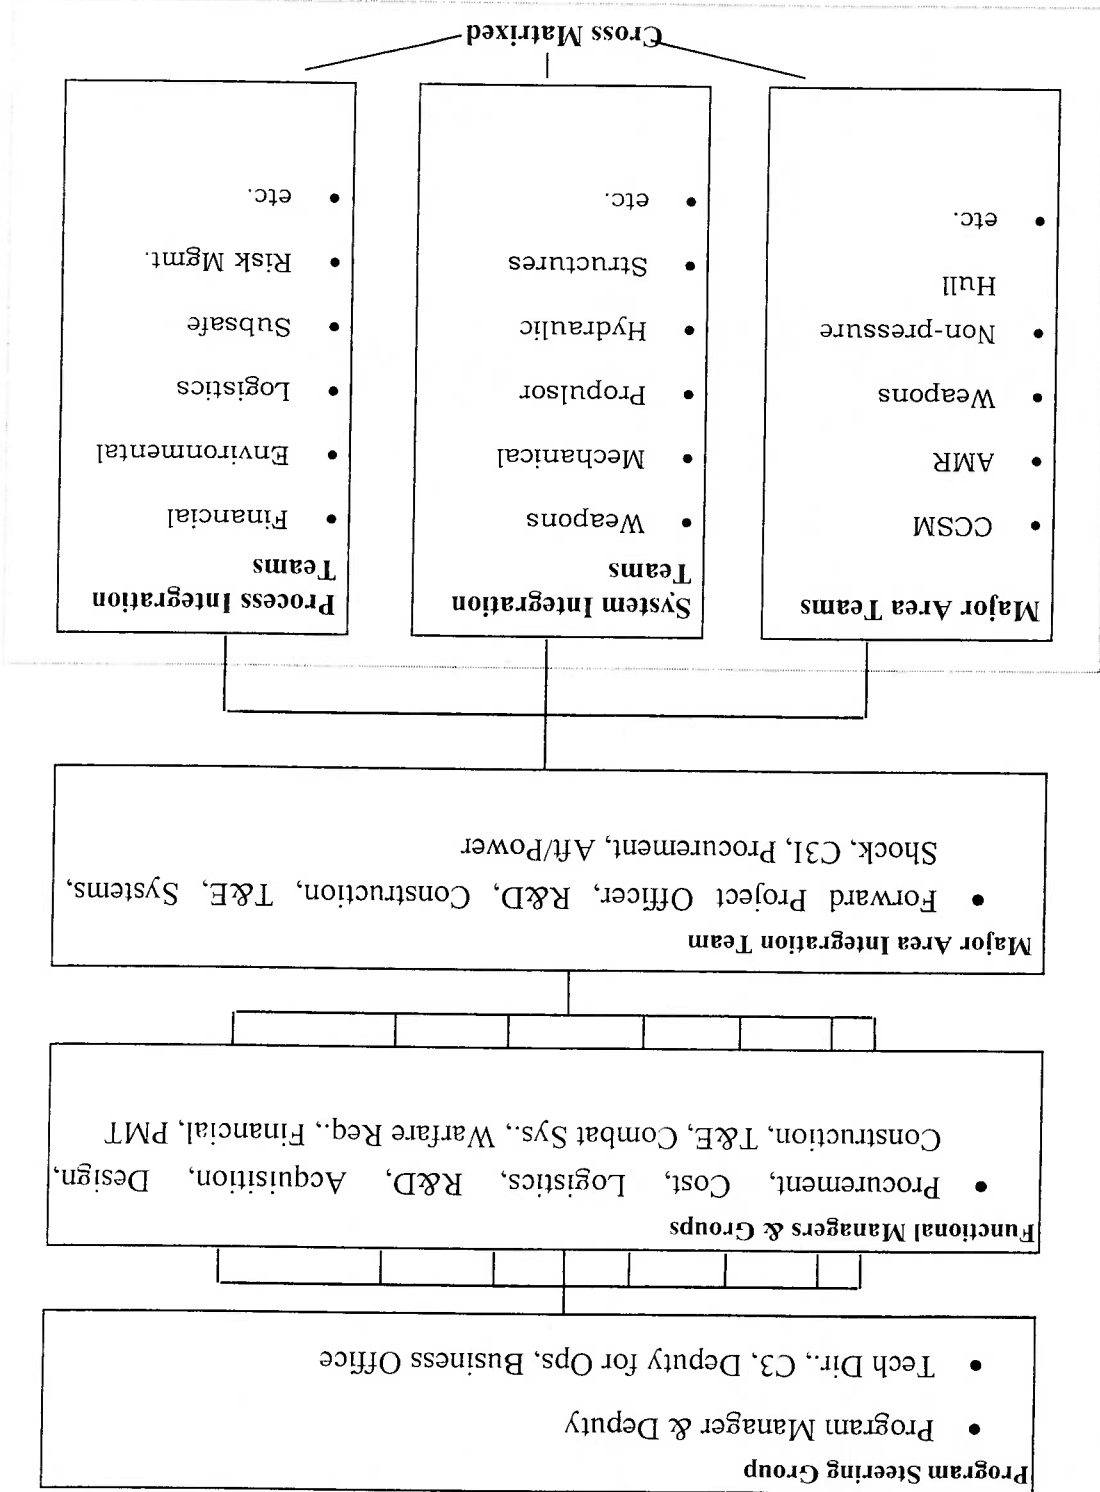 Program Steering Group
• Program Manager & Deputy
• Tech Dir., C3, Deputy for Ops, Business Office
Functional Managers & Groups
• Procurement, Cost, Logistics, R&D, Acquisition, Design,
Construction, T&E, Combat Sys., Warfare Req., Financial, PMT
Major Area Integration Team
• Forward Project Officer, R&D, Construction, T&E, Systems,
Shock, C3I, Procurement, Aft/Power
Major Area Teams
• CCSM
• AMR
• Weapons
• Non-pressure
Hull
• etc.
System Integration
Teams
• Weapons
• Mechanical
• Propulsor
• Hydraulic
• Structures
• etc.
Process Integration
Teams
• Financial
• Environmental
• Logistics
• Subsafe
• Risk Mgmt.
• etc.
Cross Matrixed